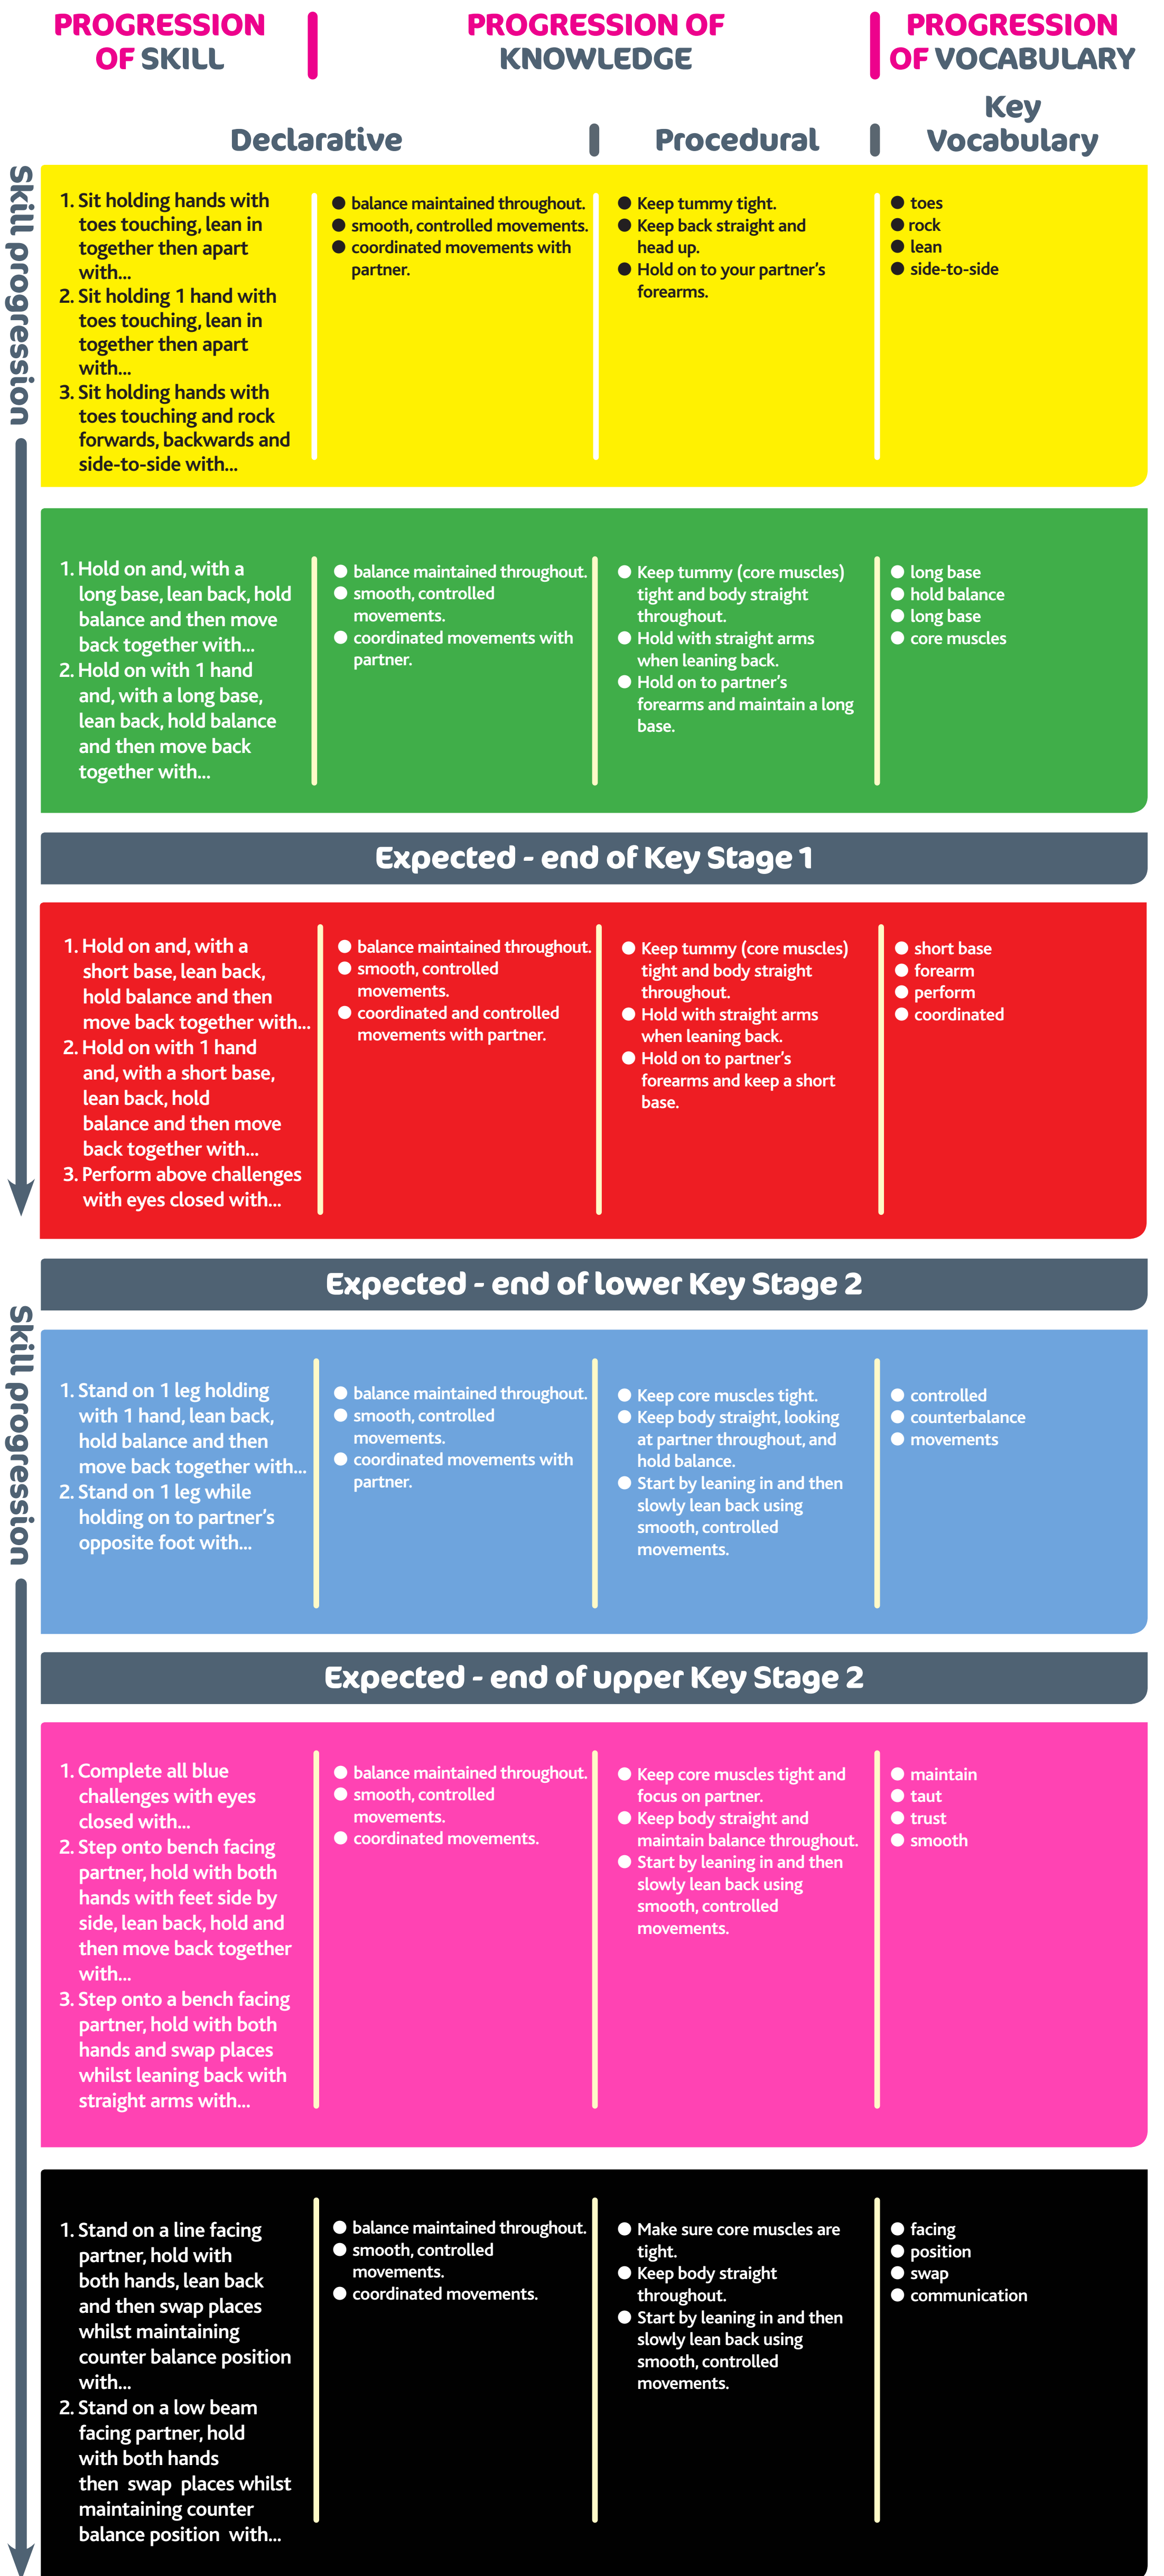 PROGRESSION
OF SKILL
PROGRESSION OF
KNOWLEDGE
PROGRESSION
OF VOCABULARY
Declarative
Procedural
Key
Vocabulary
Skill progression
1. Sit holding hands with
toes touching, lean in
together then apart
with...
2. Sit holding 1 hand with
toes touching, lean in
together then apart
with...
3. Sit holding hands with
toes touching and rock
forwards, backwards and
side-to-side with...
● balance maintained throughout.
● smooth, controlled movements.
● coordinated movements with
partner.
● Keep tummy tight.
● Keep back straight and
head up.
● Hold on to your partner's
forearms.
● toes
● rock
● lean
● side-to-side
1. Hold on and, with a
long base, lean back, hold
balance and then move
back together with...
2. Hold on with 1 hand
and, with a long base,
lean back, hold balance
and then move back
together with...
● balance maintained throughout.
● smooth, controlled
movements.
● coordinated movements with
partner.
● Keep tummy (core muscles)
tight and body straight
throughout.
● Hold with straight arms
when leaning back.
● Hold on to partner's
forearms and maintain a long
base.
● long base
● hold balance
● long base
● core muscles
Expected - end of Key Stage 1
1. Hold on and, with a
short base, lean back,
hold balance and then
move back together with...
2. Hold on with 1 hand
and, with a short base,
lean back, hold
balance and then move
back together with...
3. Perform above challenges
with eyes closed with...
● balance maintained throughout.
● smooth, controlled
movements.
● coordinated and controlled
movements with partner.
● Keep tummy (core muscles)
tight and body straight
throughout.
● Hold with straight arms
when leaning back.
● Hold on to partner's
forearms and keep a short
base.
● short base
● forearm
● perform
● coordinated
Expected - end of lower Key Stage 2
Skill progression
1. Stand on 1 leg holding
with 1 hand, lean back,
hold balance and then
move back together with...
2. Stand on 1 leg while
holding on to partner's
opposite foot with...
● balance maintained throughout.
● smooth, controlled
movements.
● coordinated movements with
partner.
● Keep core muscles tight.
● Keep body straight, looking
at partner throughout, and
hold balance.
● Start by leaning in and then
slowly lean back using
smooth, controlled
movements.
● controlled
● counterbalance
● movements
Expected - end of upper Key Stage 2
1. Complete all blue
challenges with eyes
closed with...
2. Step onto bench facing
partner, hold with both
hands with feet side by
side, lean back, hold and
then move back together
with...
3. Step onto a bench facing
partner, hold with both
hands and swap places
whilst leaning back with
straight arms with...
● balance maintained throughout.
● smooth, controlled
movements.
● coordinated movements.
● Keep core muscles tight and
focus on partner.
● Keep body straight and
maintain balance throughout.
● Start by leaning in and then
slowly lean back using
smooth, controlled
movements.
● maintain
● taut
● trust
● smooth
1. Stand on a line facing
partner, hold with
both hands, lean back
and then swap places
whilst maintaining
counter balance position
with...
2. Stand on a low beam
facing partner, hold
with both hands
then swap places whilst
maintaining counter
balance position with...
● balance maintained throughout.
● smooth, controlled
movements.
● coordinated movements.
● Make sure core muscles are
tight.
● Keep body straight
throughout.
● Start by leaning in and then
slowly lean back using
smooth, controlled
movements.
● facing
● position
● swap
● communication